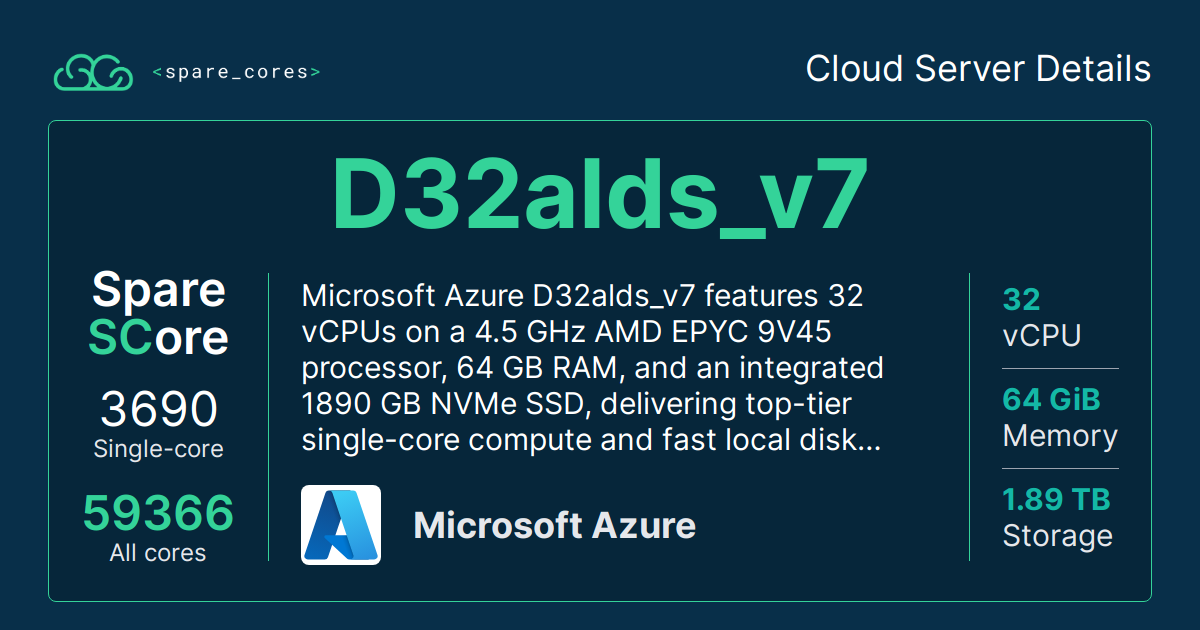 <spare_cores>
Cloud Server Details
D32alds_v7
Spare
SCore
3690
Single-core
59366
All cores
Microsoft Azure D32alds_v7 features 32
vCPUs on a 4.5 GHz AMD EPYC 9V45
processor, 64 GB RAM, and an integrated
1890 GB NVMe SSD, delivering top-tier
single-core compute and fast local disk...
Microsoft Azure
32
vCPU
64 GiB
Memory
1.89 TB
Storage